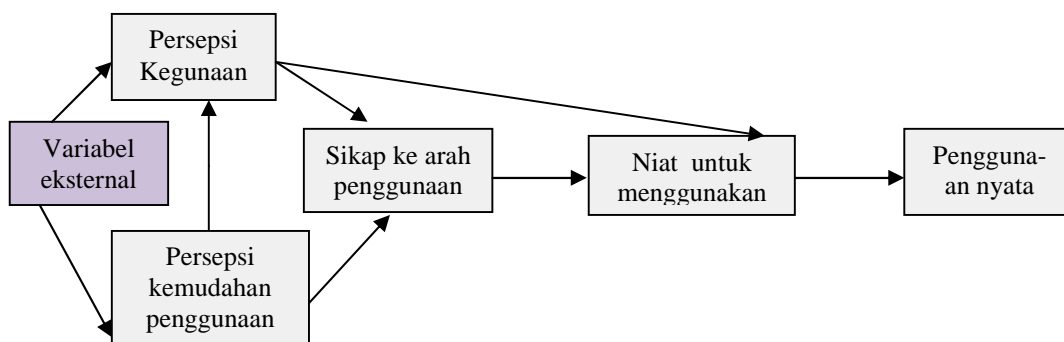 Persepsi
Kegunaan
Variabel
eksternal
Sikap ke arah
penggunaan
Niat  untuk
menggunakan
Pengguna-
an nyata
Persepsi
kemudahan
penggunaan